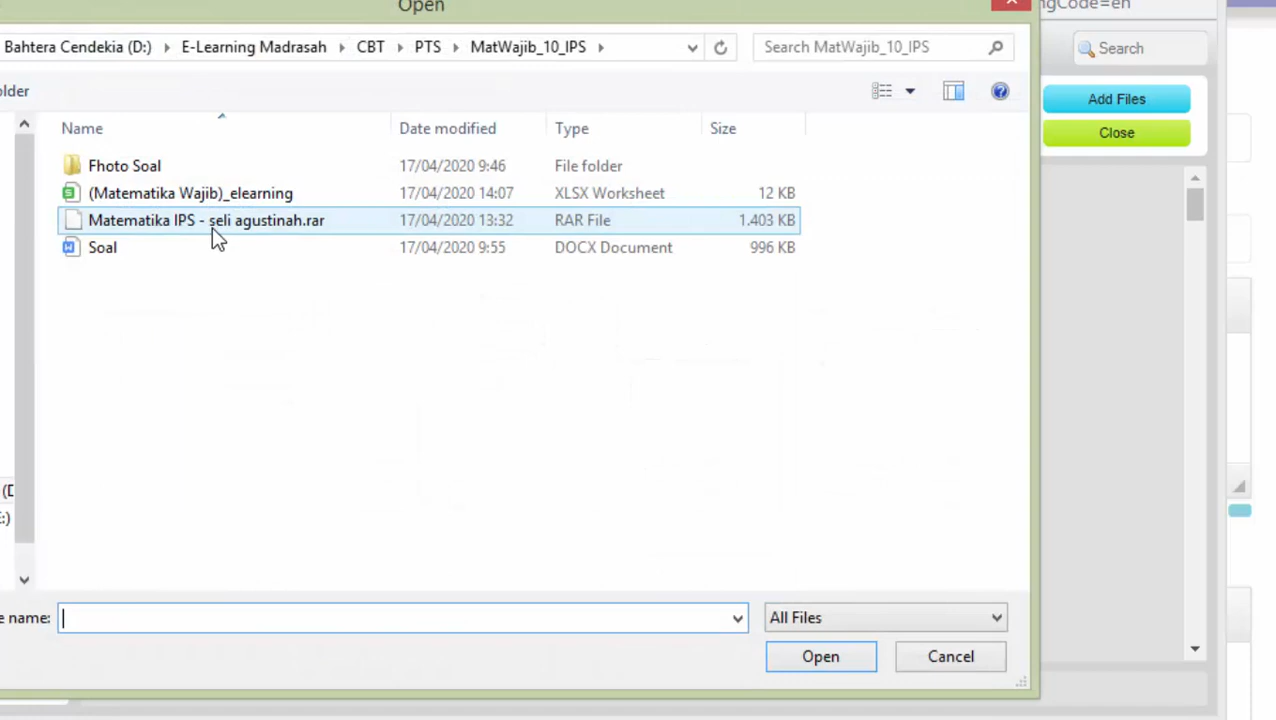 Open
ngCode=en
Bahtera Cendekia (D:) E-Learning Madrasah CBT PTS MatWajib_10_IPS
Search MatWajib_10_IPS
Search
older
Add Files
Close
Name Date modified Type Size
Fhoto Soal 17/04/2020 9:46 File folder
(Matematika Wajib)_elearning 17/04/2020 14:07 XLSX Worksheet 12 KB
Matematika IPS - seli agustinah.rar 17/04/2020 13:32 RAR File 1.403 KB
Soal 17/04/2020 9:55 DOCX Document 996 KB
(D
E:)
e name:
All Files
Open
Cancel